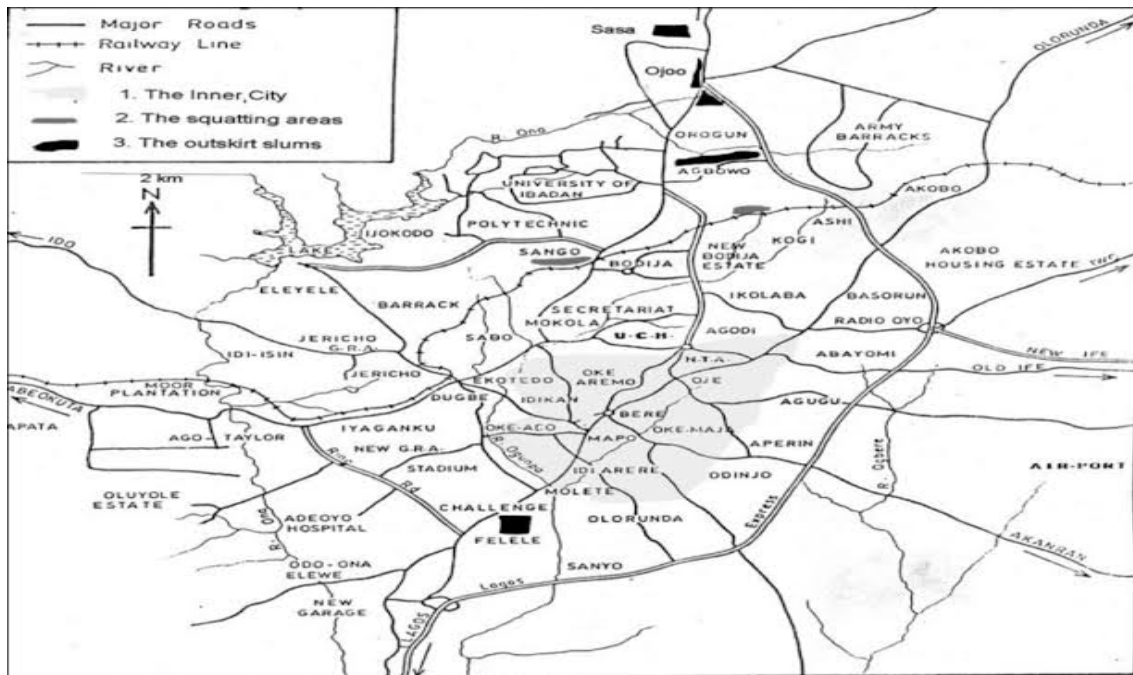 Major Roads
Railway Line
River
1. The Inner,City
2. The squatting areas
3. The outskirt slums
2 km
N
Sasa
Ojoo
OLORUNDA
R. Ona
OROGUN
ARMY
BARRACKS
AGBOWO
UNIVERSITY OF
IBADAN
AKOBO
POLYTECHNIC
IJOKODO
ASHI
IDO
LAKE
SANGO
KOGI
NEW
BODIJA
ESTATE
BODIJA
AKOBO
HOUSING ESTATE
ELEYELE
BARRACK
IKOLABA
BASORUN
SECRETARIAT
MOKOLA
RADIO OYO
SABO
U.C.H.
AGODI
JERICHO
G.R.A.
IDI-ISIN
N.T.A.
ABAYOMI
NEW IFE
OLD IFE
JERICHO
OKE
AREMO
OJE
MOOR
PLANTATION
EKOTEDO
IDIKAN
ABEOKUTA
DUGBE
AGUGU
BERE
APATA
AGO-TAYLOR
IYAGANKU
OKE-ADO
MAPO
OKE-MAJA
APERIN
NEW G.R.A.
R. Ogunpa
Ring
Rd
STADIUM
IDI ARERE
ODINJO
R. Ogbere
AIR-PORT
MOLETE
OLUYOLE
ESTATE
CHALLENGE
OLORUNDA
ADEOYO
HOSPITAL
R. Ona
FELELE
Express
AKANRAN
ODO-ONA
ELEWE
SANYO
Lagos
NEW
GARAGE
LAGOS